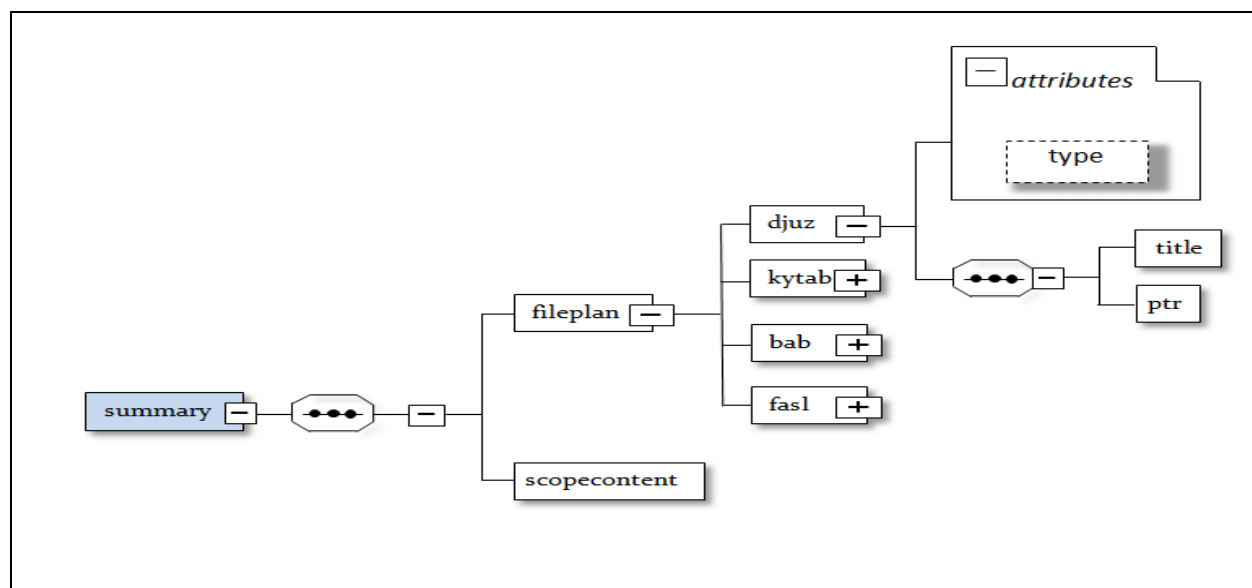 attributes
type
djuz
title
kytab
ptr
fileplan
bab
summary
fasl
scopecontent